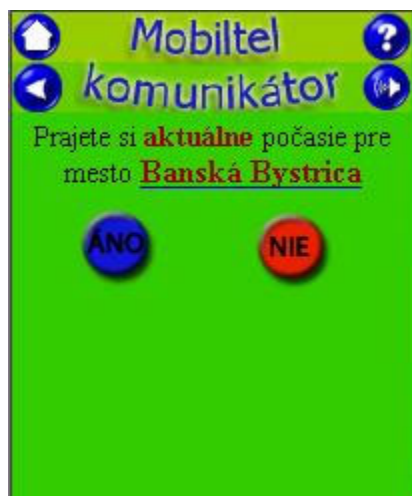 Mobiltel
?
komunikátor
Prajete si aktuálne počasie pre
mesto Banská Bystrica
ÁNO
NIE